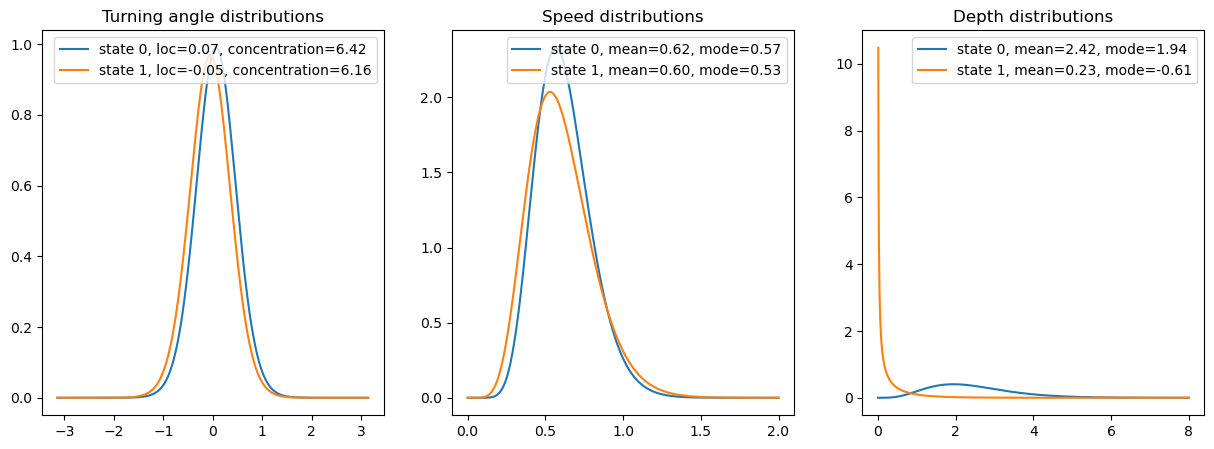 Turning angle distributions
state 0, loc=0.07, concentration=6.42
state 1, loc=-0.05, concentration=6.16
1.0
0.8
0.6
0.4
0.2
0.0
−3 −2 −1 0 1 2 3
Speed distributions
state 0, mean=0.62, mode=0.57
state 1, mean=0.60, mode=0.53
2.0
1.5
1.0
0.5
0.0
0.0 0.5 1.0 1.5 2.0
Depth distributions
state 0, mean=2.42, mode=1.94
state 1, mean=0.23, mode=-0.61
10
8
6
4
2
0
0 2 4 6 8